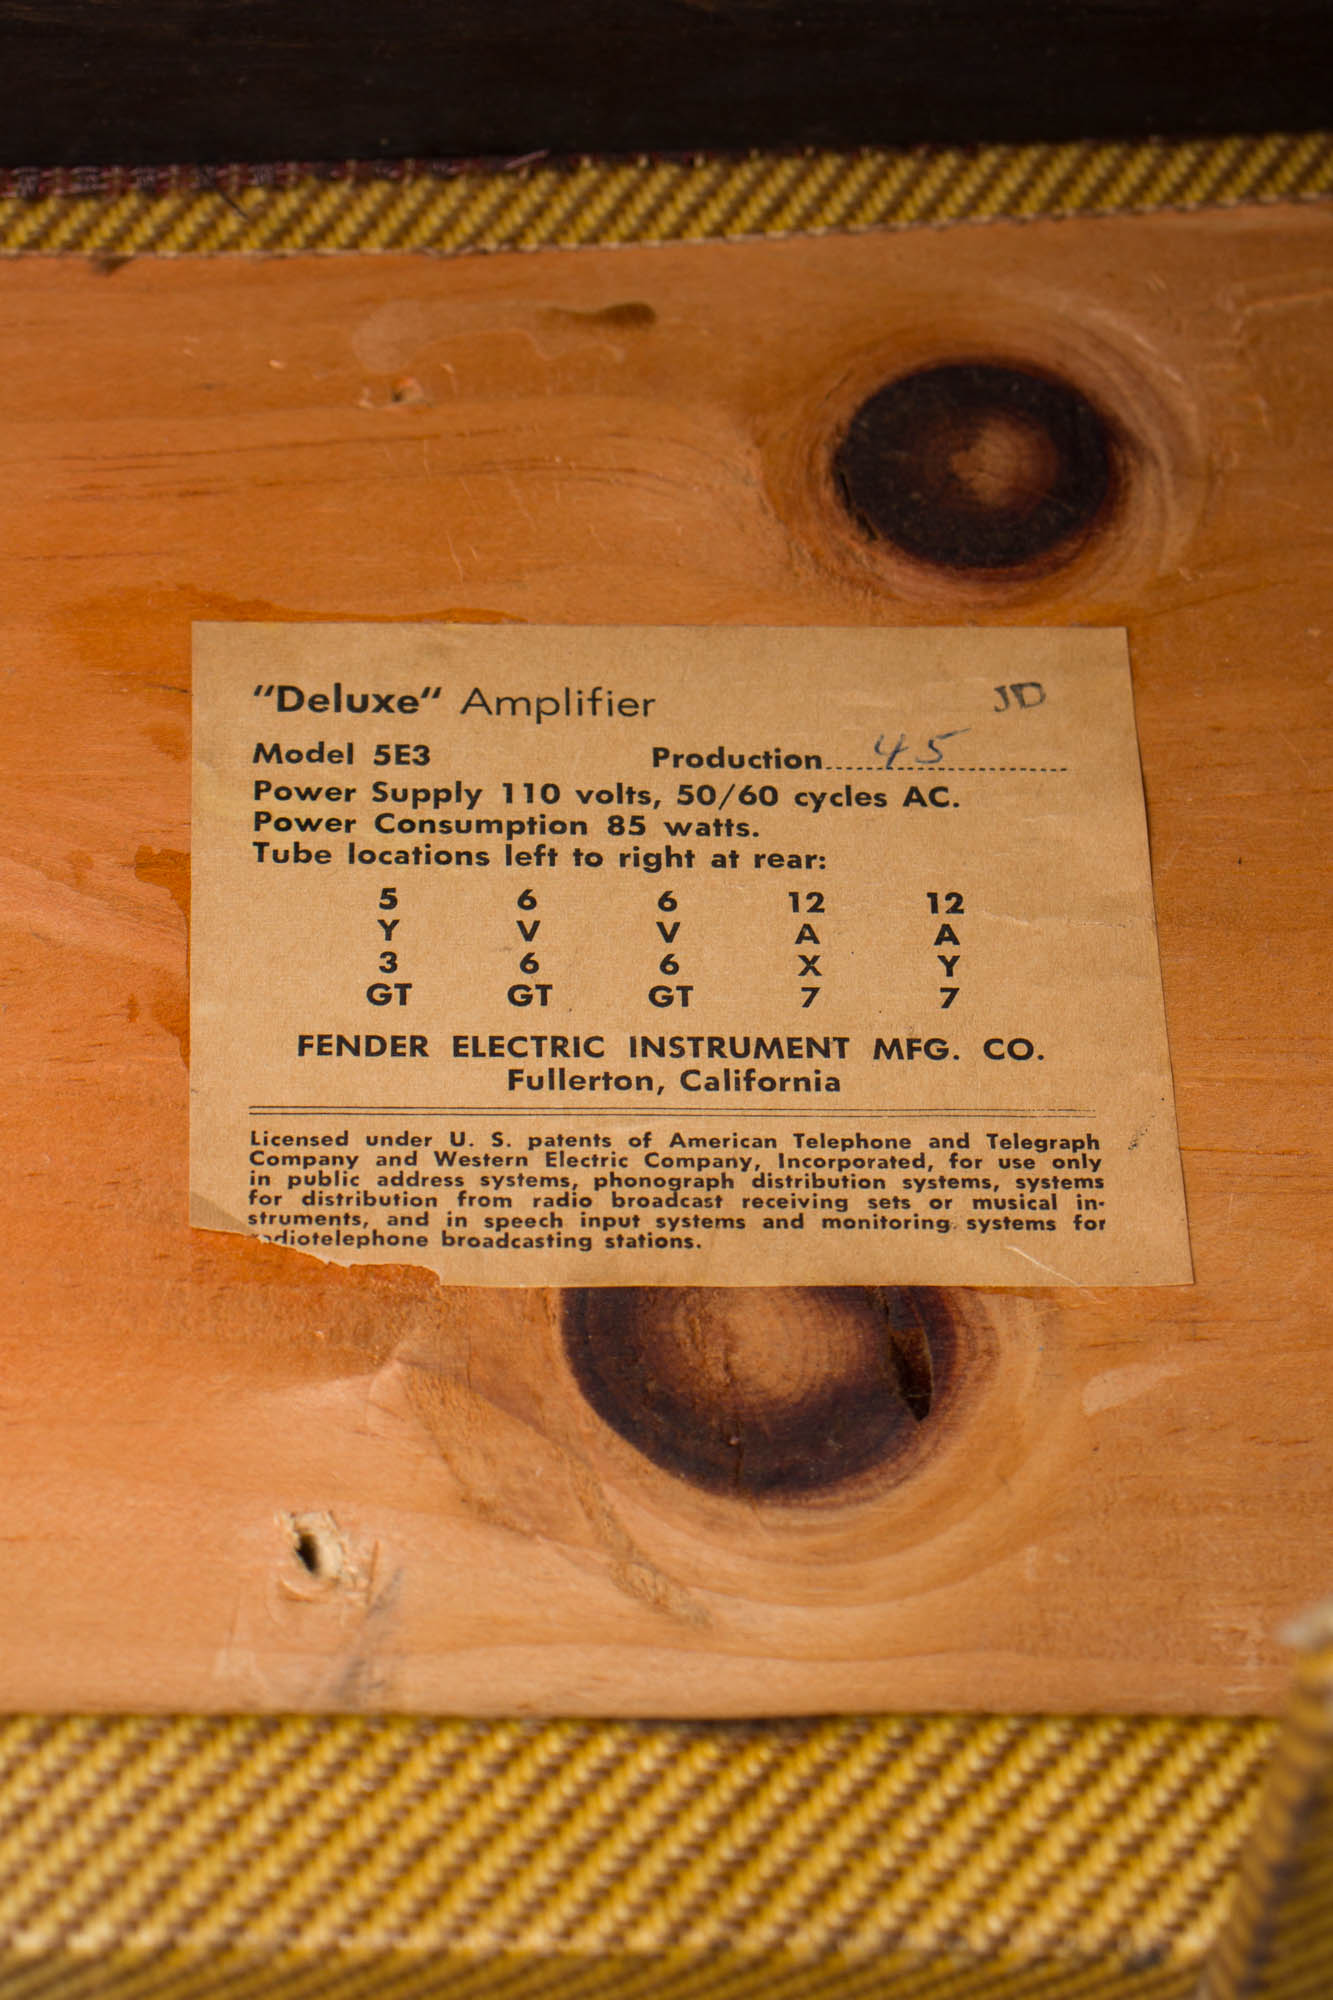 "Deluxe" Amplifier JD
Model 5E3 Production 45
Power Supply 110 volts, 50/60 cycles AC.
Power Consumption 85 watts.
Tube locations left to right at rear:
5 6 6 12 12
Y V V A A
3 6 6 X Y
GT GT GT 7 7
FENDER ELECTRIC INSTRUMENT MFG. CO.
Fullerton, California
Licensed under U. S. patents of American Telephone and Telegraph
Company and Western Electric Company, Incorporated, for use only
in public address systems, phonograph distribution systems, systems
for distribution from radio broadcast receiving sets or musical in-
struments, and in speech input systems and monitoring systems for
adiotelephone broadcasting stations.